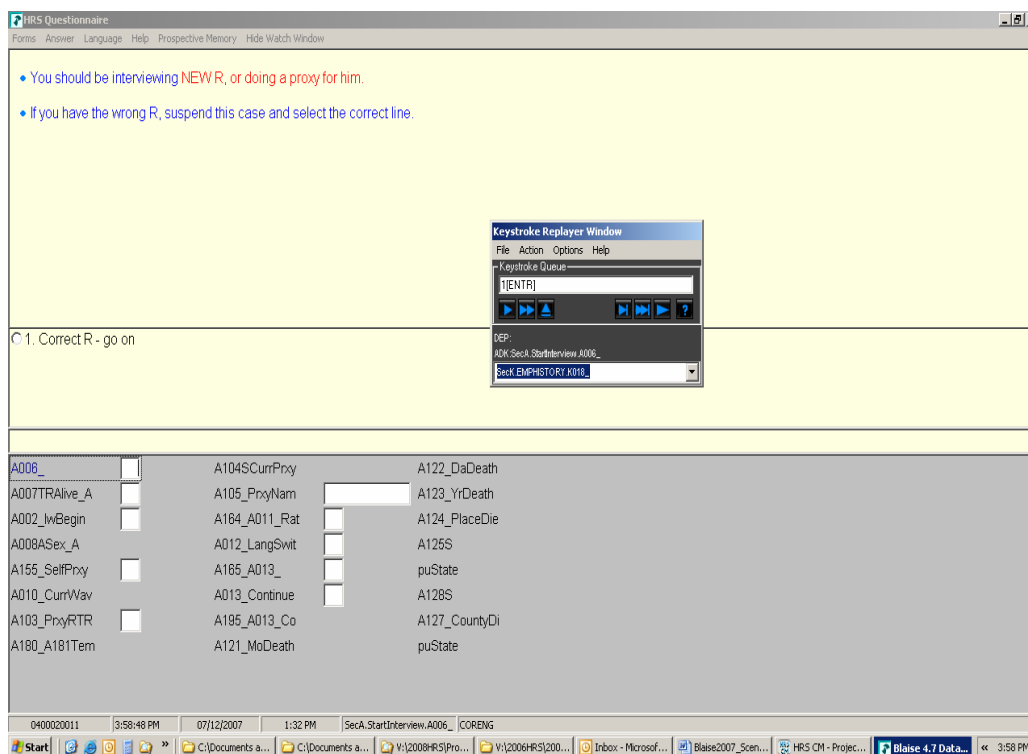 HRS Questionnaire
Forms Answer Language Help Prospective Memory Hide Watch Window
• You should be interviewing NEW R, or doing a proxy for him.
• If you have the wrong R, suspend this case and select the correct line.
Keystroke Replayer Window
File Action Options Help
Keystroke Queue
1[ENTR]
?
DEP:
ADK:SecA.StartInterview.A006_
SecK.EMPHISTORY.K018_
1. Correct R - go on
A006_ A104SCurrPrxy A122_DaDeath
A007TRAlive_A A105_PrxyNam A123_YrDeath
A002_IwBegin A164_A011_Rat A124_PlaceDie
A008ASex_A A012_LangSwit A125S
A155_SelfPrxy A165_A013_ puState
A010_CurrWav A013_Continue A128S
A103_PrxyRTR A195_A013_Co A127_CountyDi
A180_A181Tem A121_MoDeath puState
0400020011 3:58:48 PM 07/12/2007 1:32 PM SecA.StartInterview.A006_ CORENG
Start » C:\Documents a... C:\Documents a... V:\2008HRS\Pro... V:\2006HRS\200... Inbox - Microsof... Blaise2007_Scen... HRS CM - Projec... Blaise 4.7 Data... « 3:58 PM